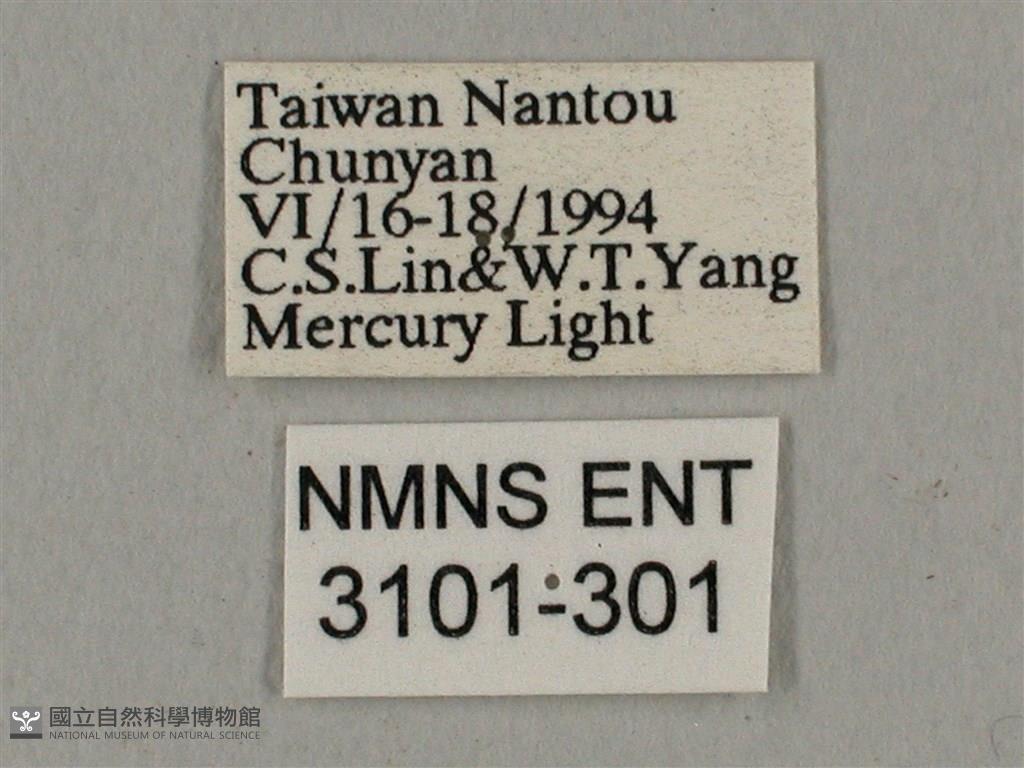 Taiwan Nantou
Chunyan
VI/16-18/1994
C.S.Lin&W.T.Yang
Mercury Light
NMNS ENT
3101-301
國立自然科學博物館
NATIONAL MUSEUM OF NATURAL SCIENCE